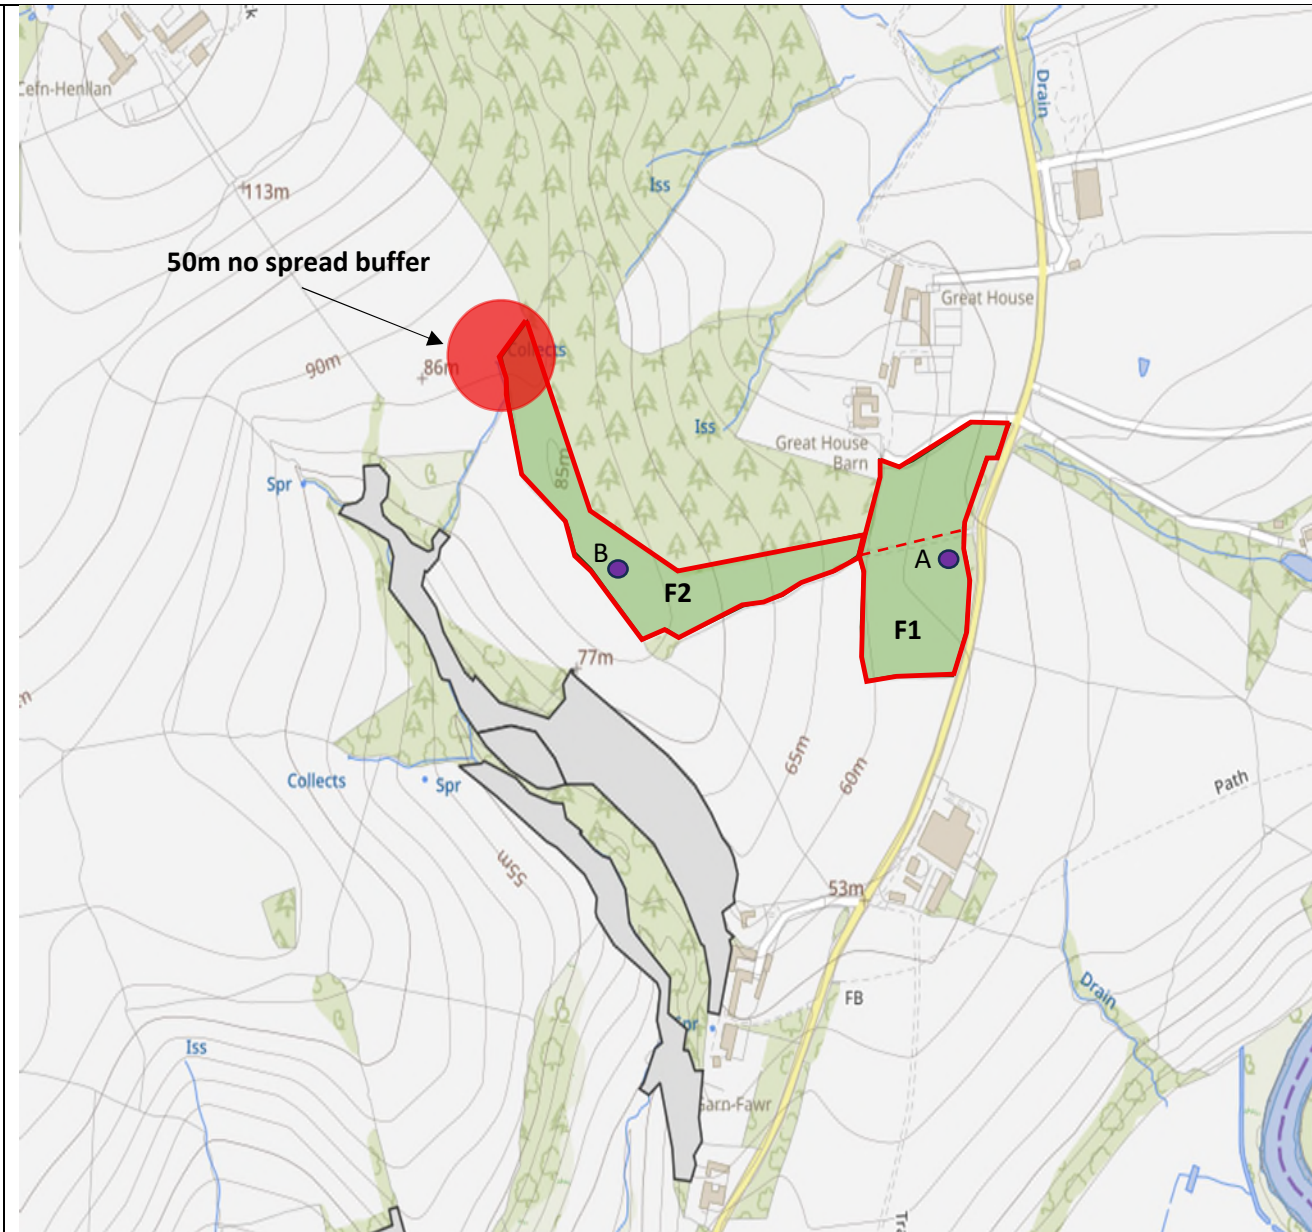 Cefn-Henllan
Drain
Iss
113m
50m no spread buffer
Great House
Collects
90m
86m
Iss
Great House
Barn
85m
Spr
B
A
F2
F1
77m
65m
60m
Collects
Spr
Path
55m
53m
Drain
FB
Spr
Iss
Garn-Fawr